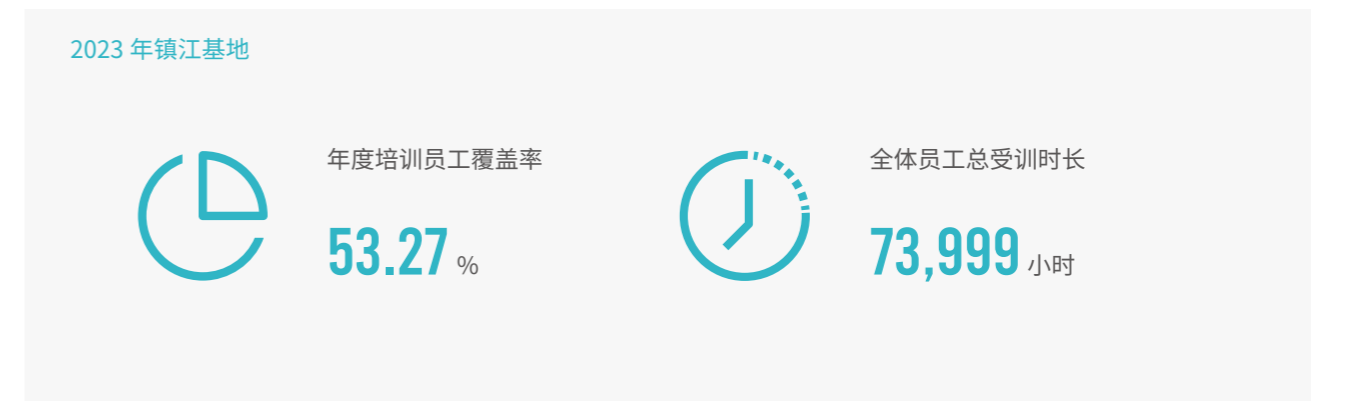 2023 年镇江基地
年度培训员工覆盖率
53.27 %
全体员工总受训时长
73,999 小时